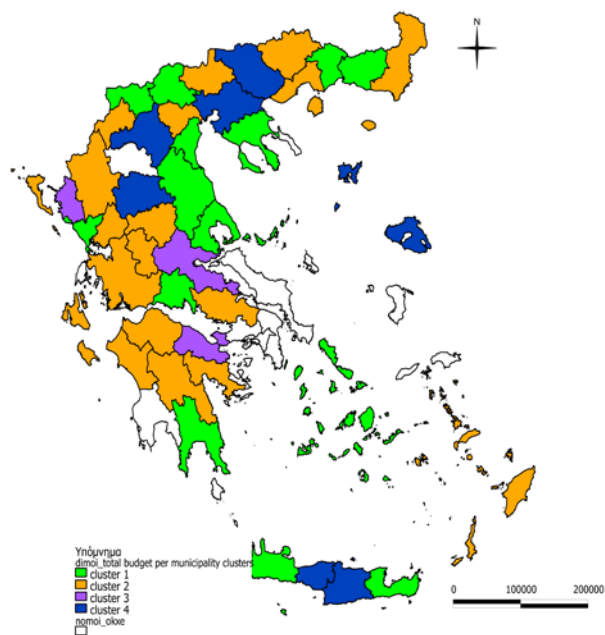 N
Υπόμνημα
dimoi_total budget per municipality clusters
cluster 1
cluster 2
cluster 3
cluster 4
nomoi_okxe
0 100000 200000